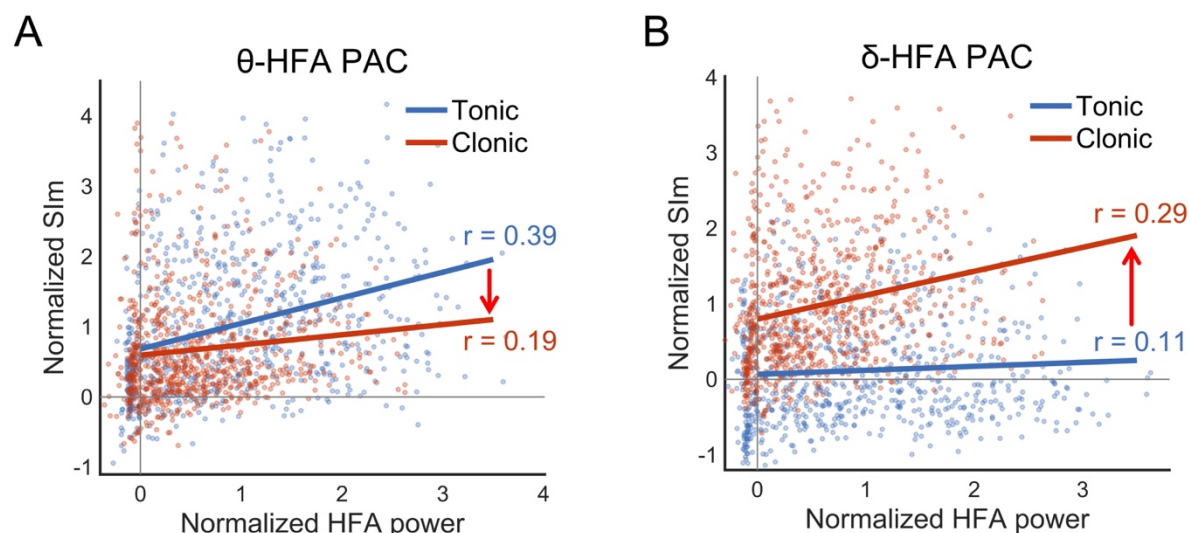 A
θ-HFA PAC
Normalized SIm
4
3
2
1
0
-1
Tonic
Clonic
r = 0.39
r = 0.19
0 1 2 3 4
Normalized HFA power
B
δ-HFA PAC
Normalized SIm
4
3
2
1
0
-1
Tonic
Clonic
r = 0.29
r = 0.11
0 1 2 3
Normalized HFA power